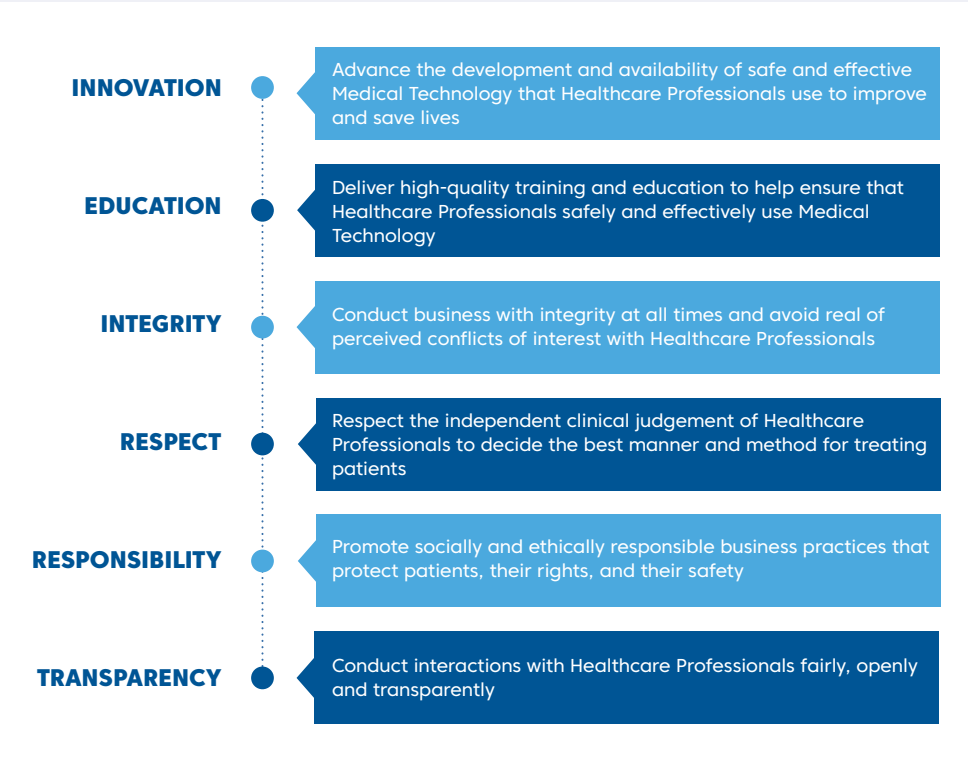 INNOVATION
Advance the development and availability of safe and effective
Medical Technology that Healthcare Professionals use to improve
and save lives
EDUCATION
Deliver high-quality training and education to help ensure that
Healthcare Professionals safely and effectively use Medical
Technology
INTEGRITY
Conduct business with integrity at all times and avoid real of
perceived conflicts of interest with Healthcare Professionals
RESPECT
Respect the independent clinical judgement of Healthcare
Professionals to decide the best manner and method for treating
patients
RESPONSIBILITY
Promote socially and ethically responsible business practices that
protect patients, their rights, and their safety
TRANSPARENCY
Conduct interactions with Healthcare Professionals fairly, openly
and transparently